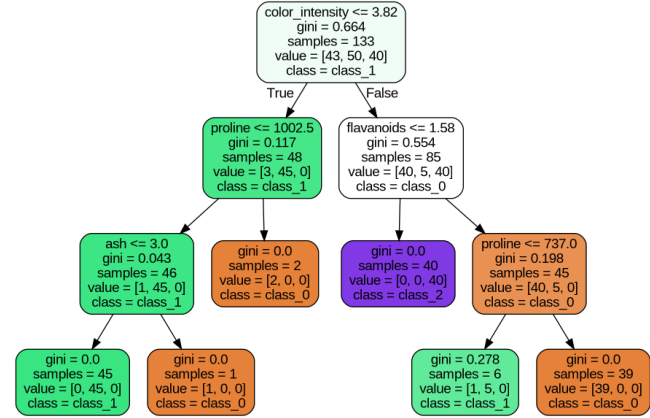 color_intensity <= 3.82
gini = 0.664
samples = 133
value = [43, 50, 40]
class = class_1
True
False
proline <= 1002.5
gini = 0.117
samples = 48
value = [3, 45, 0]
class = class_1
flavanoids <= 1.58
gini = 0.554
samples = 85
value = [40, 5, 40]
class = class_0
ash <= 3.0
gini = 0.043
samples = 46
value = [1, 45, 0]
class = class_1
gini = 0.0
samples = 2
value = [2, 0, 0]
class = class_0
gini = 0.0
samples = 40
value = [0, 0, 40]
class = class_2
proline <= 737.0
gini = 0.198
samples = 45
value = [40, 5, 0]
class = class_0
gini = 0.0
samples = 45
value = [0, 45, 0]
class = class_1
gini = 0.0
samples = 1
value = [1, 0, 0]
class = class_0
gini = 0.278
samples = 6
value = [1, 5, 0]
class = class_1
gini = 0.0
samples = 39
value = [39, 0, 0]
class = class_0